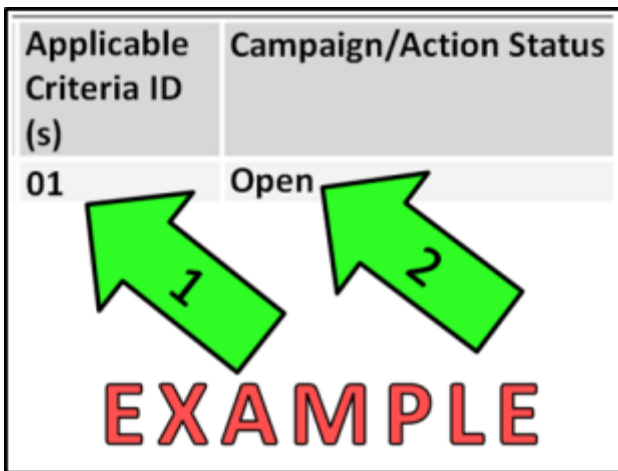 Applicable Criteria ID (s)
Campaign/Action Status
01
Open
1
2
EXAMPLE